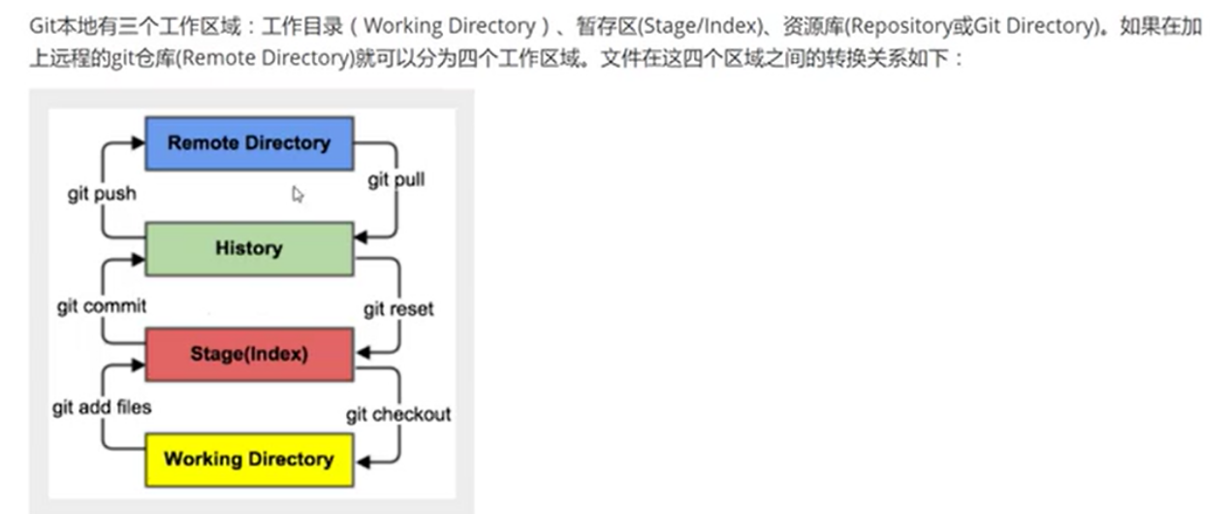 Git本地有三个工作区域：工作目录（Working Directory）、暂存区(Stage/Index)、资源库(Repository或Git Directory)。如果在加
上远程的git仓库(Remote Directory)就可以分为四个工作区域。文件在这四个区域之间的转换关系如下：
Remote Directory
git push
git pull
History
git commit
git reset
Stage(Index)
git add files
git checkout
Working Directory